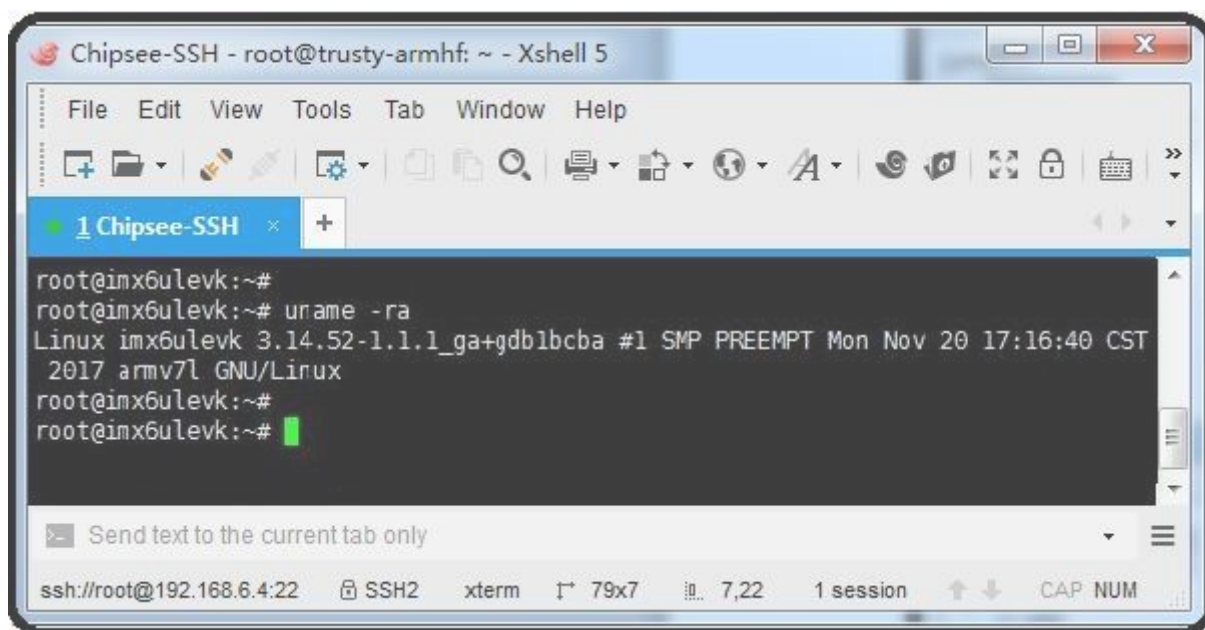 Chipsee-SSH - root@trusty-armhf: ~ - Xshell 5
File Edit View Tools Tab Window Help
1 Chipsee-SSH × +
root@imx6ulevk:~#
root@imx6ulevk:~# uname -ra
Linux imx6ulevk 3.14.52-1.1.1_ga+gdb1bcba #1 SMP PREEMPT Mon Nov 20 17:16:40 CST
2017 armv7l GNU/Linux
root@imx6ulevk:~#
root@imx6ulevk:~#
Send text to the current tab only
ssh://root@192.168.6.4:22 SSH2 xterm 79x7 7,22 1 session CAP NUM